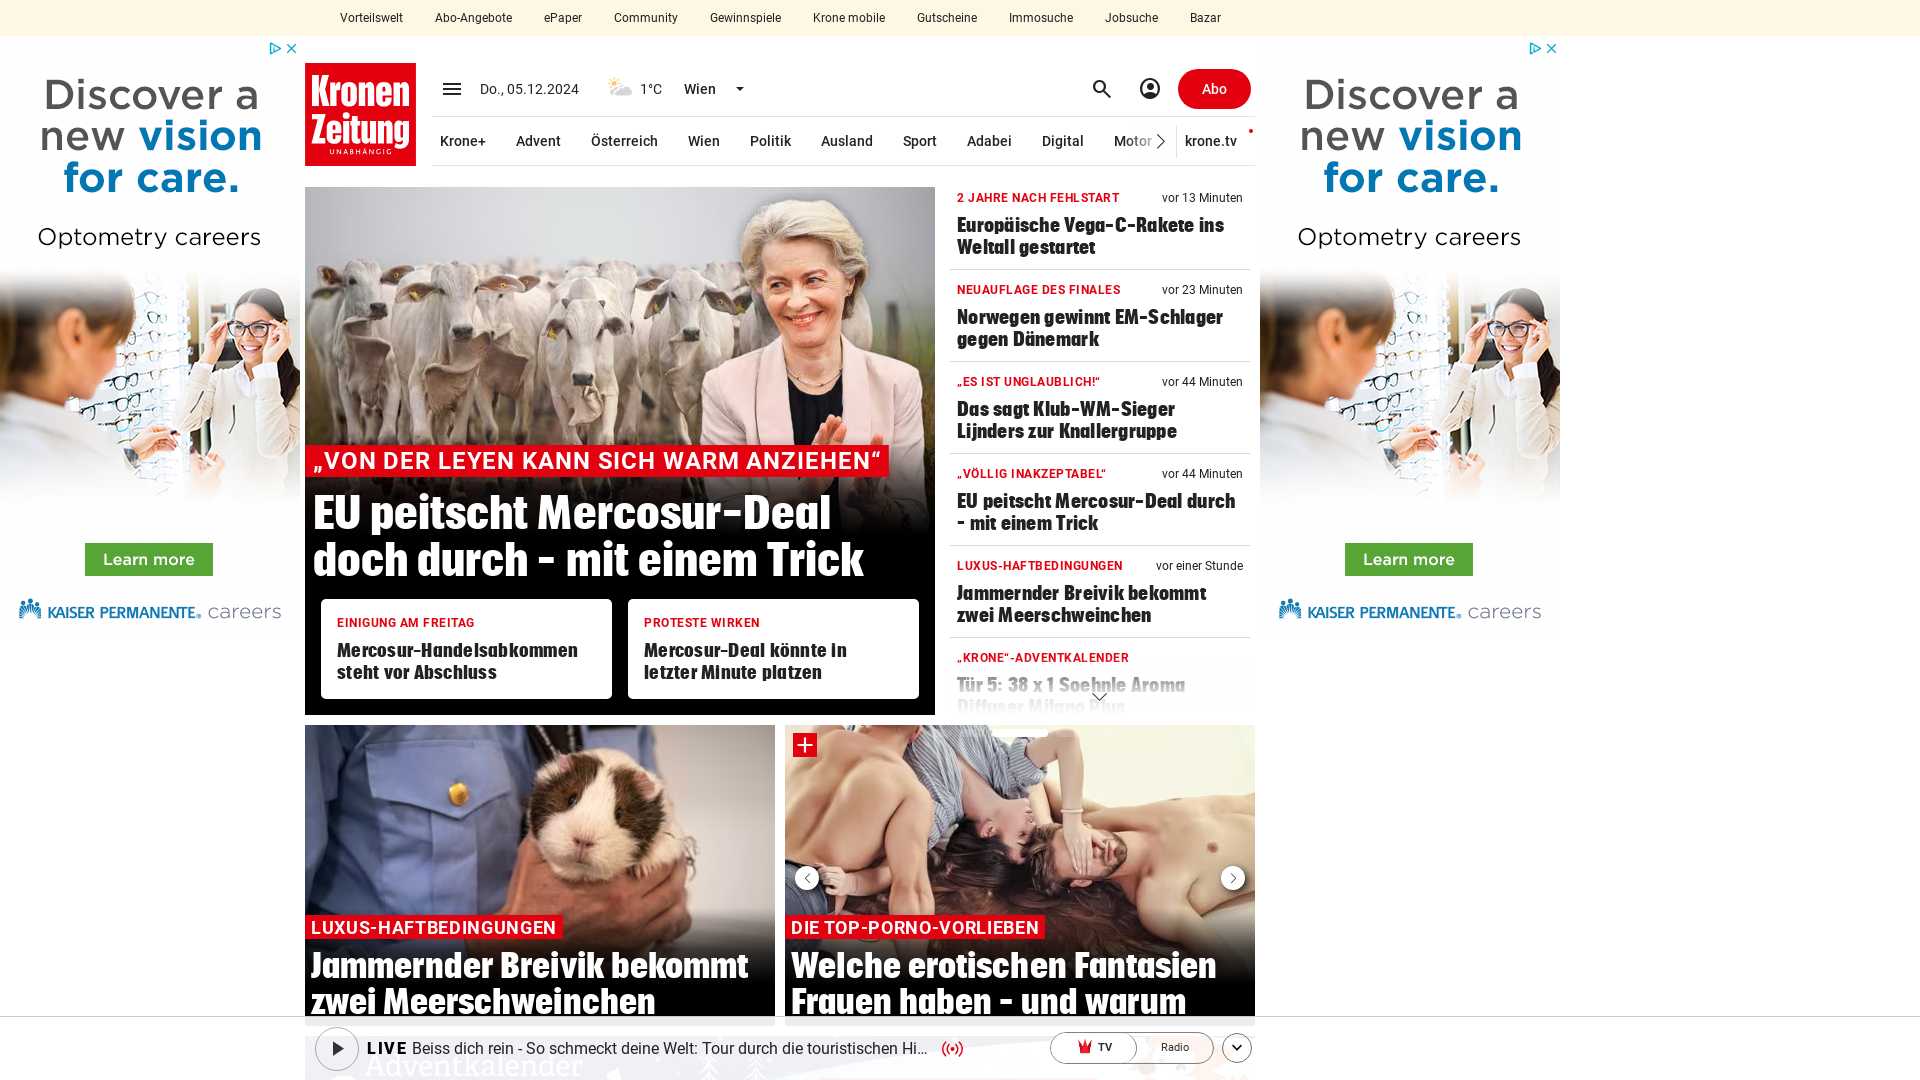 Vorteilswelt Abo-Angebote ePaper Community Gewinnspiele Krone mobile Gutscheine Immosuche Jobsuche Bazar
Discover a
new vision
for care.
Optometry careers
Learn more
KAISER PERMANENTE® careers
Kronen
Zeitung
UNABHÄNGIG
Do., 05.12.2024 1°C Wien
Abo
Krone+ Advent Österreich Wien Politik Ausland Sport Adabei Digital Motor krone.tv
„VON DER LEYEN KANN SICH WARM ANZIEHEN“
EU peitscht Mercosur-Deal
doch durch – mit einem Trick
EINIGUNG AM FREITAG
Mercosur-Handelsabkommen
steht vor Abschluss
PROTESTE WIRKEN
Mercosur-Deal könnte in
letzter Minute platzen
2 JAHRE NACH FEHLSTART vor 13 Minuten
Europäische Vega-C-Rakete ins
Weltall gestartet
NEUAUFLAGE DES FINALES vor 23 Minuten
Norwegen gewinnt EM-Schlager
gegen Dänemark
„ES IST UNGLAUBLICH!“ vor 44 Minuten
Das sagt Klub-WM-Sieger
Lijnders zur Knallergruppe
„VÖLLIG INAKZEPTABEL“ vor 44 Minuten
EU peitscht Mercosur-Deal durch
– mit einem Trick
LUXUS-HAFTBEDINGUNGEN vor einer Stunde
Jammernder Breivik bekommt
zwei Meerschweinchen
„KRONE“-ADVENTKALENDER
Tür 5: 38 x 1 Soehnle Aroma
Diffuser Milano Plus
Discover a
new vision
for care.
Optometry careers
Learn more
KAISER PERMANENTE® careers
LUXUS-HAFTBEDINGUNGEN
Jammernder Breivik bekommt
zwei Meerschweinchen
DIE TOP-PORNO-VORLIEBEN
Welche erotischen Fantasien
Frauen haben – und warum
LIVE Beiss dich rein - So schmeckt deine Welt: Tour durch die touristischen Hi...
TV Radio
Adventkalender